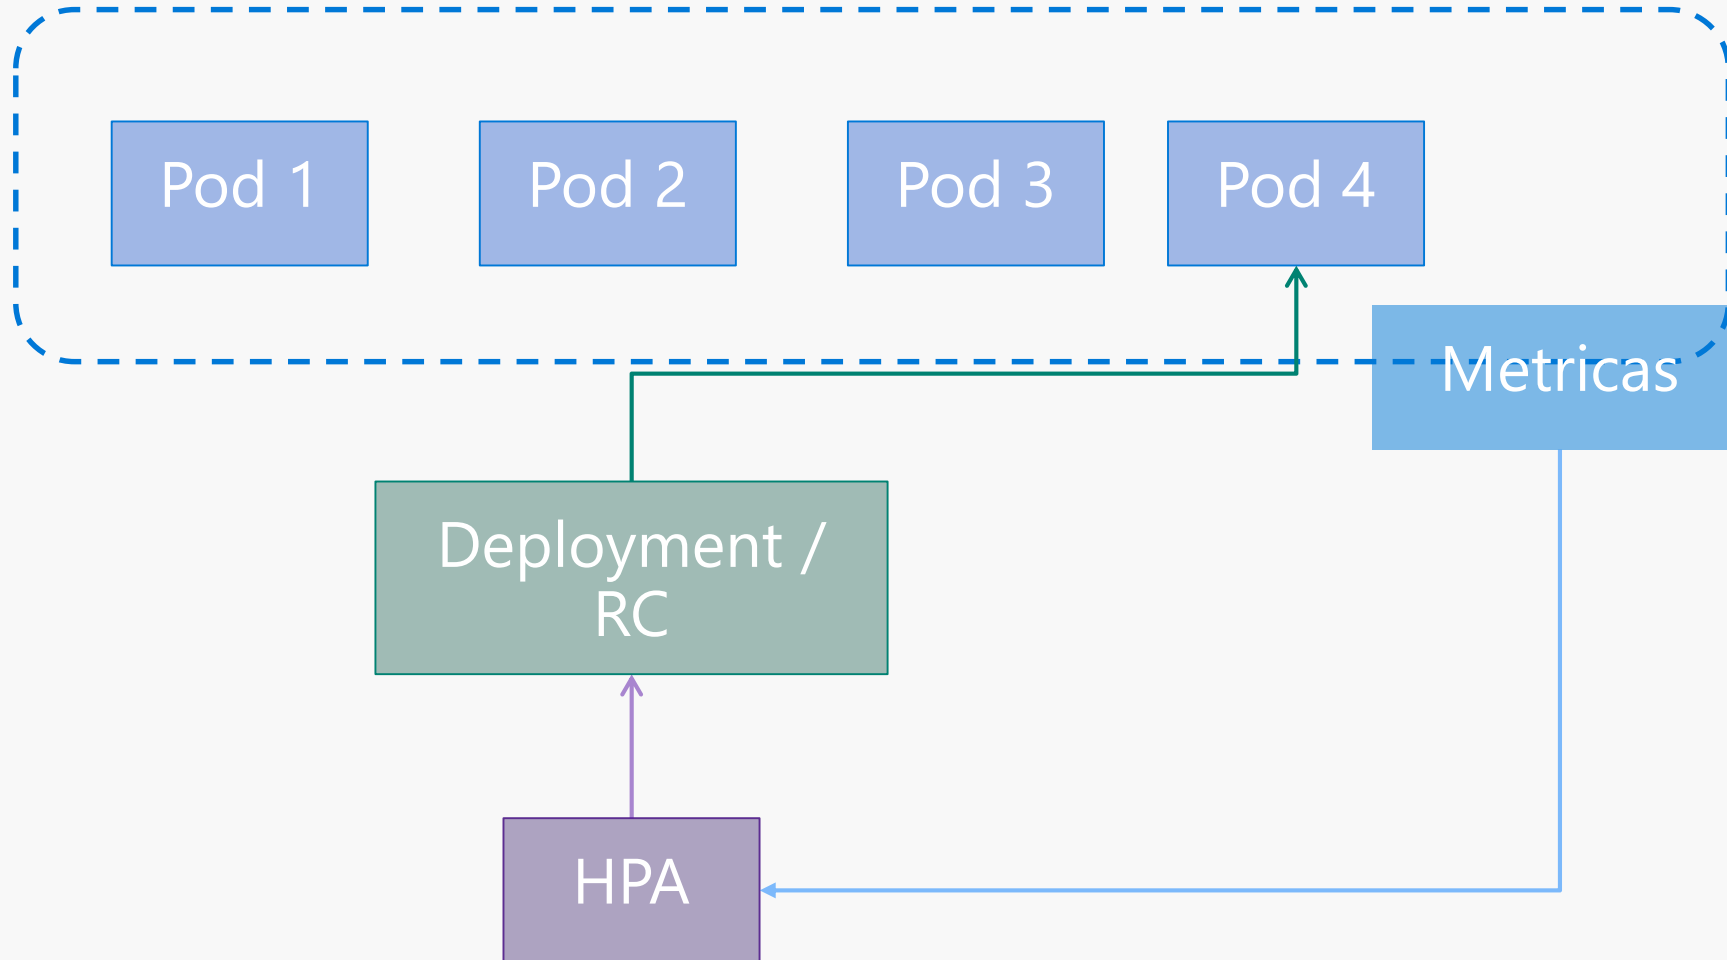 Pod 1
Pod 2
Pod 3
Pod 4
Metricas
Deployment /
RC
HPA